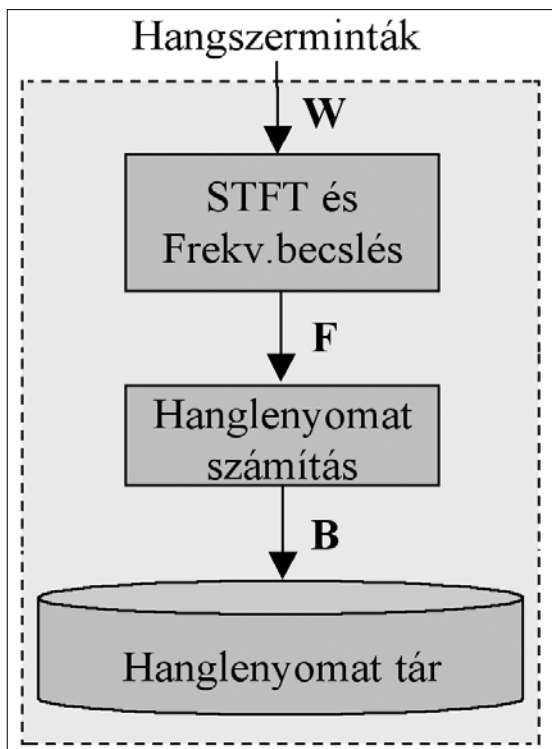 Hangszerminták
W
STFT és
Frekv.becslés
F
Hanglenyomat
számítás
B
Hanglenyomat tár